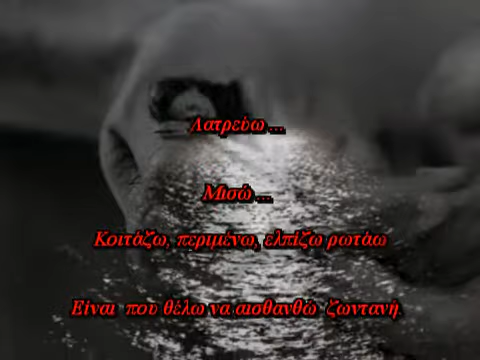 Λατρεύω ...
Μισώ ...
Κοιτάζω, περιμένω, ελπίζω ρωτάω
Είναι που θέλω να αισθανθώ ζωντανή